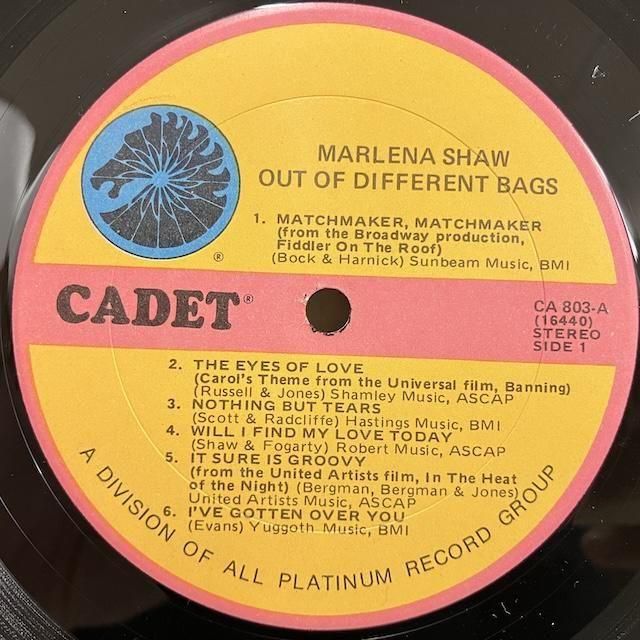 MARLENA SHAW
OUT OF DIFFERENT BAGS
1. MATCHMAKER, MATCHMAKER
(from the Broadway production,
Fiddler On The Roof)
(Bock & Harnick) Sunbeam Music, BMI
®
CADET®
CA 803-A
(16440)
STEREO
SIDE 1
2. THE EYES OF LOVE
(Carol's Theme from the Universal film, Banning)
(Russell & Jones) Shamley Music, ASCAP
3. NOTHING BUT TEARS
(Scott & Radcliffe) Hastings Music, BMI
4. WILL I FIND MY LOVE TODAY
(Shaw & Fogarty) Robert Music, ASCAP
5. IT SURE IS GROOVY
(from the United Artists film, In The Heat
of the Night) (Bergman, Bergman & Jones)
United Artists Music, ASCAP
6. I'VE GOTTEN OVER YOU
(Evans) Yuggoth Music, BMI
A DIVISION OF ALL PLATINUM RECORD GROUP